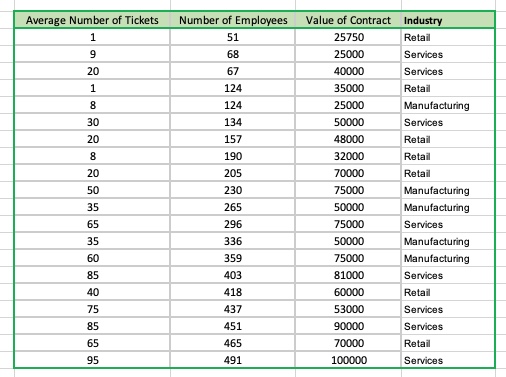 Average Number of Tickets Number of Employees Value of Contract Industry
1 51 25750 Retail
9 68 25000 Services
20 67 40000 Services
1 124 35000 Retail
8 124 25000 Manufacturing
30 134 50000 Services
20 157 48000 Retail
8 190 32000 Retail
20 205 70000 Retail
50 230 75000 Manufacturing
35 265 50000 Manufacturing
65 296 75000 Services
35 336 50000 Manufacturing
60 359 75000 Manufacturing
85 403 81000 Services
40 418 60000 Retail
75 437 53000 Services
85 451 90000 Services
65 465 70000 Retail
95 491 100000 Services